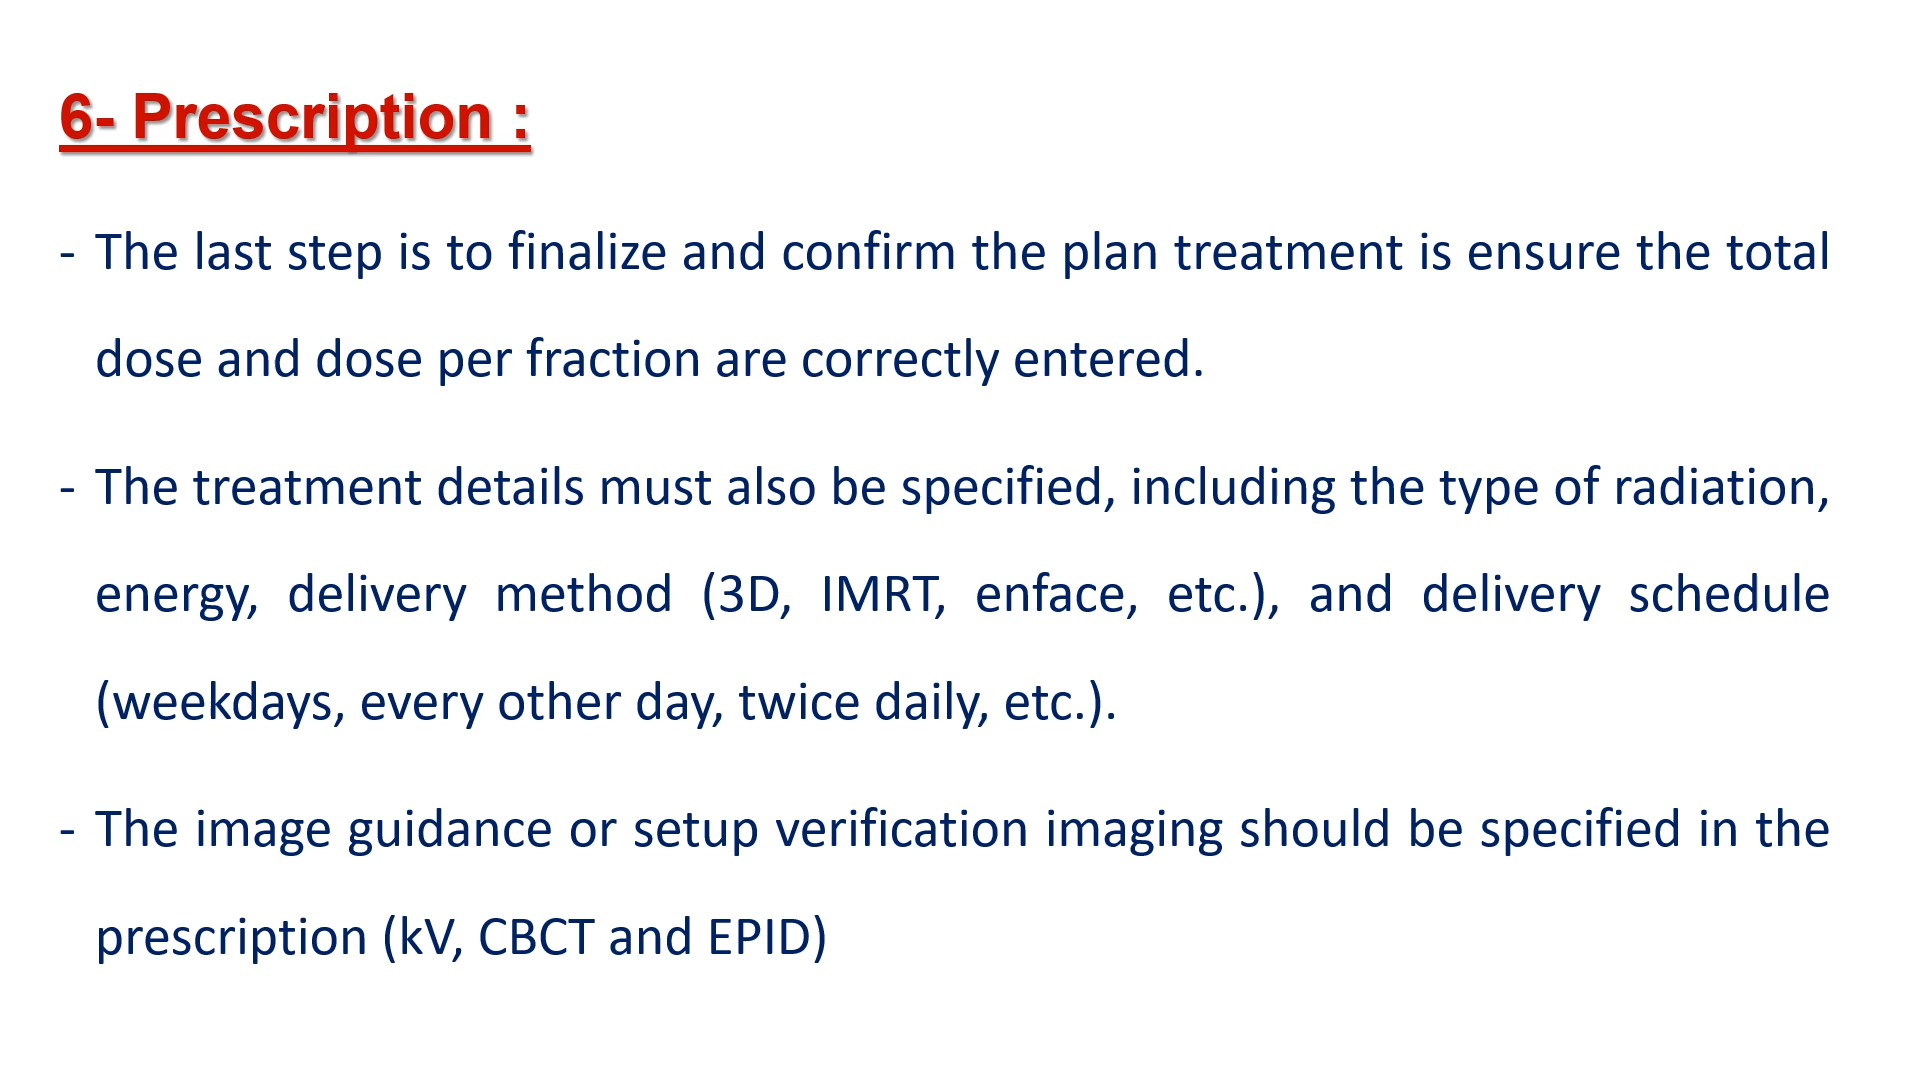 6- Prescription :
- The last step is to finalize and confirm the plan treatment is ensure the total
dose and dose per fraction are correctly entered.
- The treatment details must also be specified, including the type of radiation,
energy, delivery method (3D, IMRT, enface, etc.), and delivery schedule
(weekdays, every other day, twice daily, etc.).
- The image guidance or setup verification imaging should be specified in the
prescription (kV, CBCT and EPID)